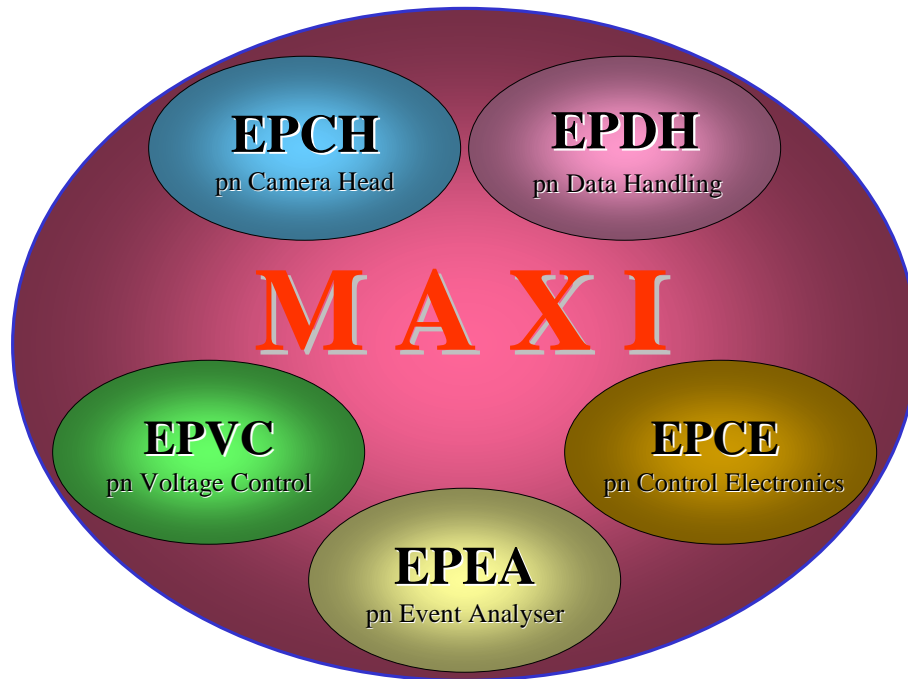 EPCH
pn Camera Head
EPDH
pn Data Handling
M A X I
EPVC
pn Voltage Control
EPCE
pn Control Electronics
EPEA
pn Event Analyser